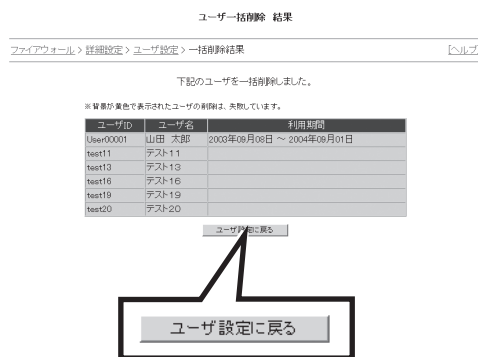 ユーザ一括削除 結果
ファイアウォール > 詳細設定 > ユーザ設定 > 一括削除結果 [ヘルプ]
下記のユーザを一括削除しました。
※背景が黄色で表示されたユーザの削除は、失敗しています。
ユーザID ユーザ名 利用期間
User00001 山田 太郎 2003年09月08日 ～ 2004年09月01日
test11 テスト11
test13 テスト13
test16 テスト16
test19 テスト19
test20 テスト20
ユーザ設定に戻る
ユーザ設定に戻る